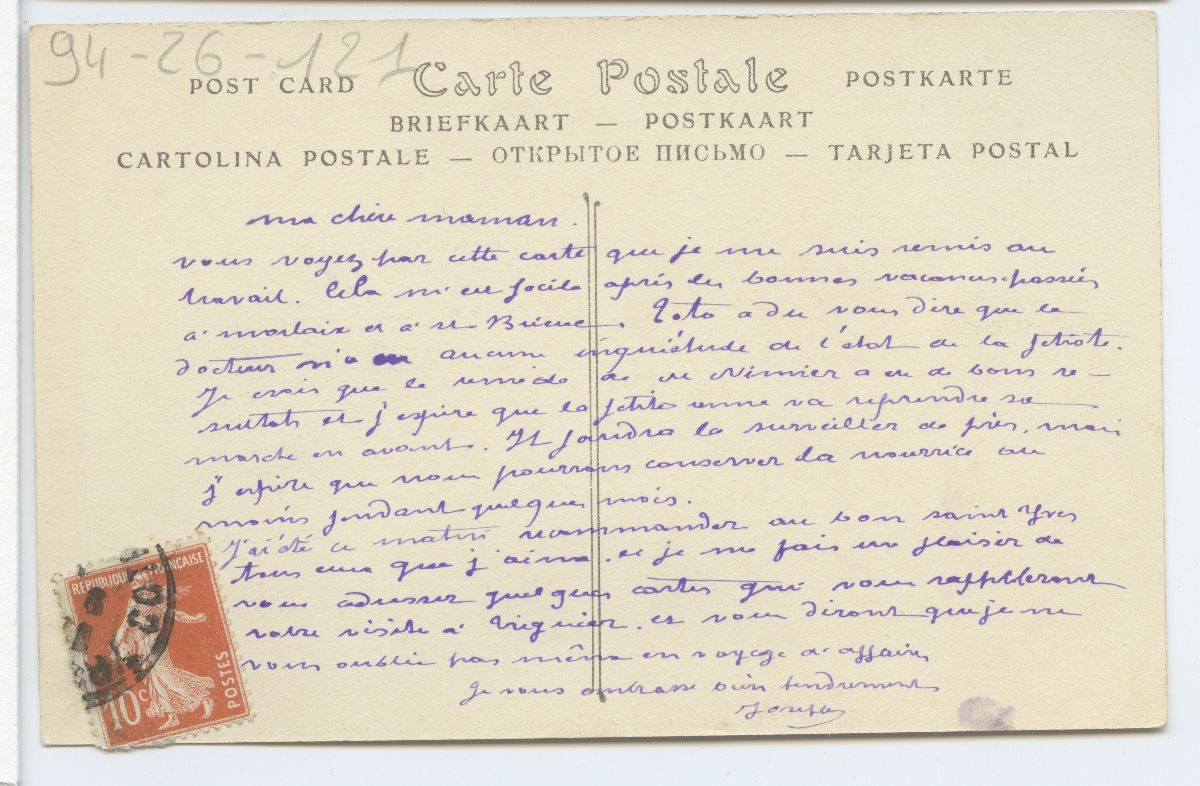 94-26-121
POST CARD Carte Postale POSTKARTE
BRIEFKAART — POSTKAART
CARTOLINA POSTALE — ОТКРЫТОЕ ПИСЬМО — TARJETA POSTAL
ma chère maman.
vous voyez par cette carte que je me suis remis au
travail. Cela m'est facile après les bonnes vacances passées
à morlaix et à st Brieuc. Toto a du vous dire que le
docteur n'a aucune inquiétude de l'état de la petiote.
Je crois que le remède de a eu de bons re-
sultats et j'espère que la petite va reprendre sa
marche en avant. Il faudra la surveiller de près, mais
j'espère que nous pourrons conserver la nourrice au
moins pendant quelques mois.
J'ai été ce matin recommander au bon saint Yves
tous ceux que j'aime. et je me fais un plaisir de
vous adresser quelques cartes qui vous rappelleront
votre visite à Tréguier. et vous diront que je ne
vous oublie pas même en voyage d'affaires
Je vous embrasse bien tendrement
Joseph
REPUBLIQUE FRANÇAISE
POSTES
10c